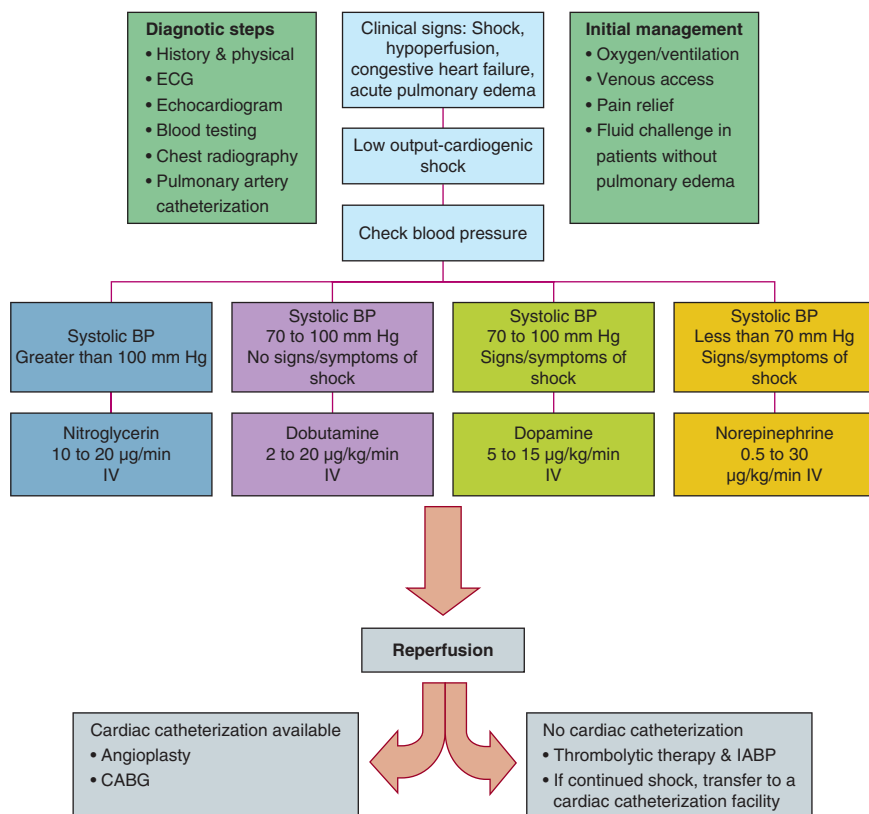 Diagnostic steps
• History & physical
• ECG
• Echocardiogram
• Blood testing
• Chest radiography
• Pulmonary artery
catheterization
Clinical signs: Shock,
hypoperfusion,
congestive heart failure,
acute pulmonary edema
Initial management
• Oxygen/ventilation
• Venous access
• Pain relief
• Fluid challenge in
patients without
pulmonary edema
Low output-cardiogenic
shock
Check blood pressure
Systolic BP
Greater than 100 mm Hg
Systolic BP
70 to 100 mm Hg
No signs/symptoms of
shock
Systolic BP
70 to 100 mm Hg
Signs/symptoms of
shock
Systolic BP
Less than 70 mm Hg
Signs/symptoms of
shock
Nitroglycerin
10 to 20 µg/min
IV
Dobutamine
2 to 20 µg/kg/min
IV
Dopamine
5 to 15 µg/kg/min
IV
Norepinephrine
0.5 to 30
µg/kg/min IV
Reperfusion
Cardiac catheterization available
• Angioplasty
• CABG
No cardiac catheterization
• Thrombolytic therapy & IABP
• If continued shock, transfer to a
cardiac catheterization facility